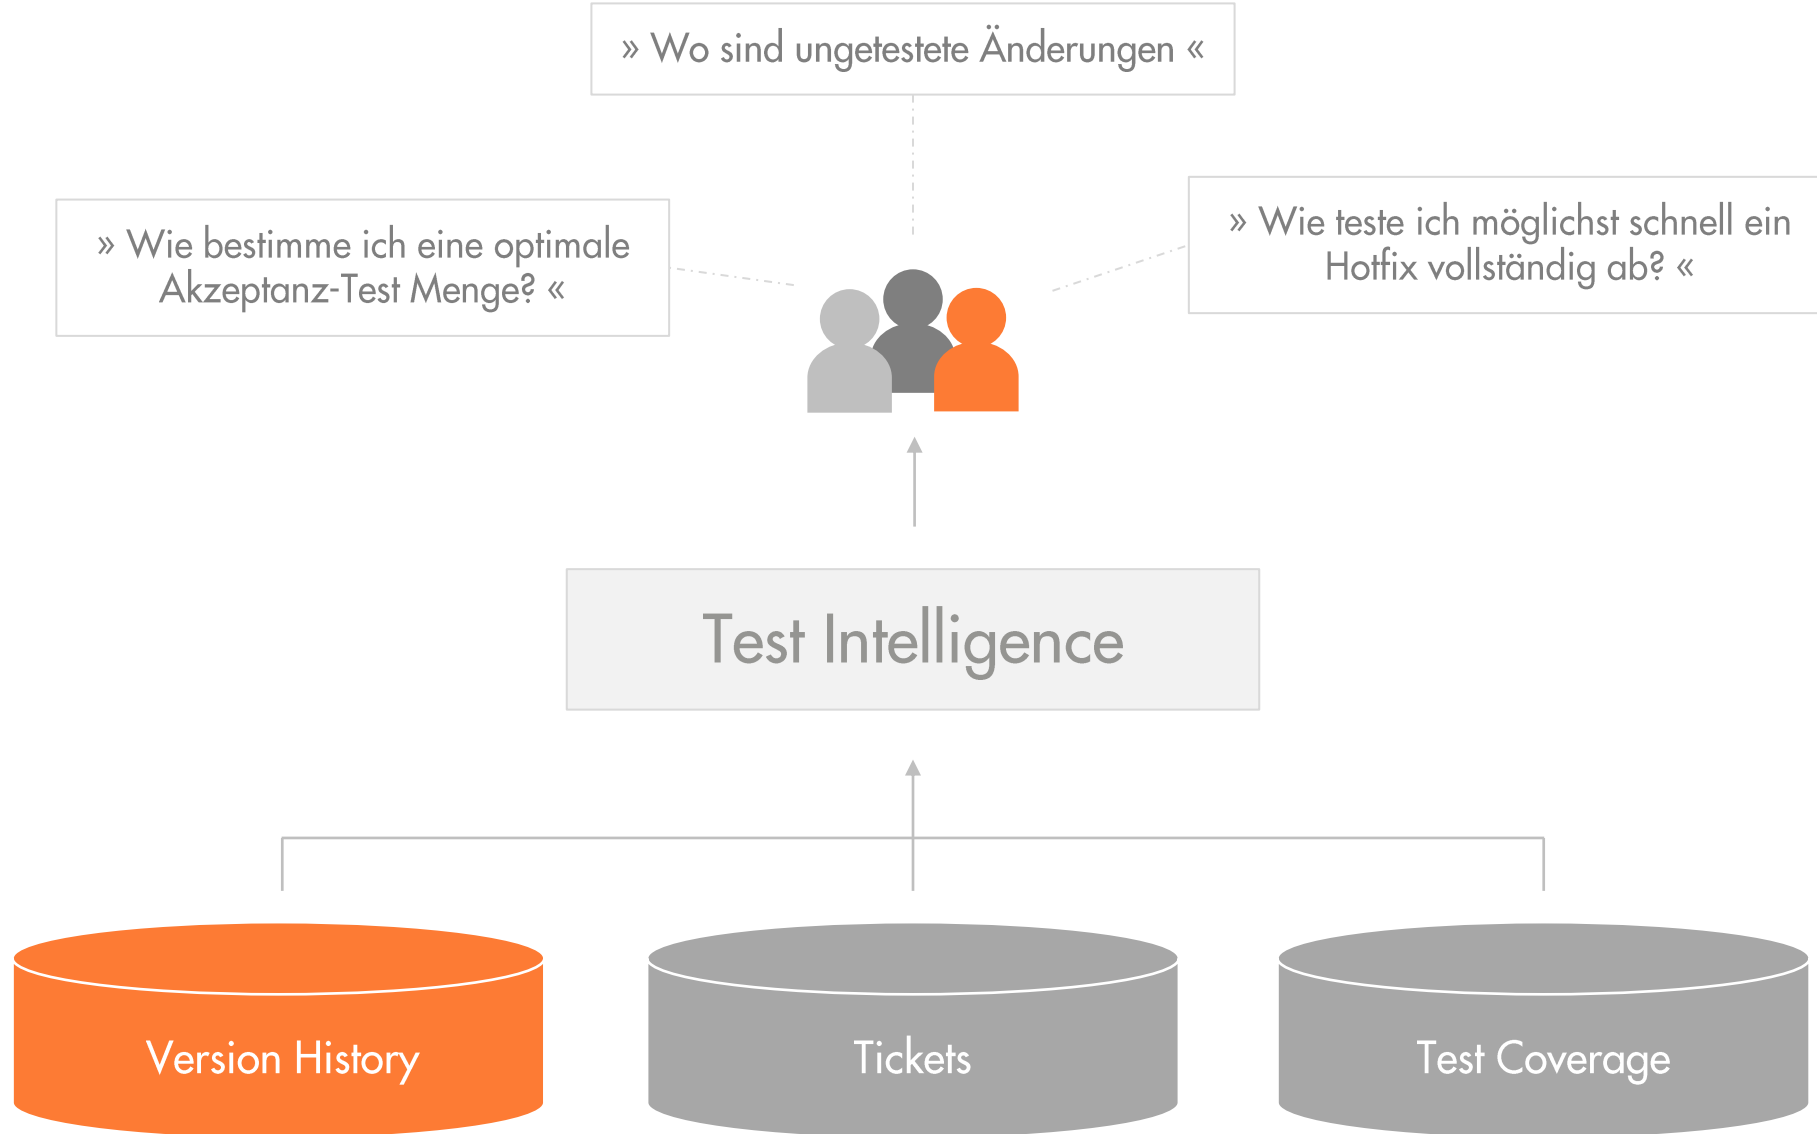 » Wo sind ungetestete Änderungen «
» Wie bestimme ich eine optimale
Akzeptanz-Test Menge? «
» Wie teste ich möglichst schnell ein
Hotfix vollständig ab? «
Test Intelligence
Version History
Tickets
Test Coverage